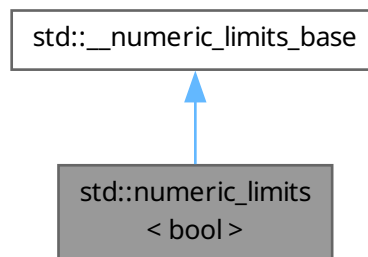 std::__numeric_limits_base
std::numeric_limits
< bool >